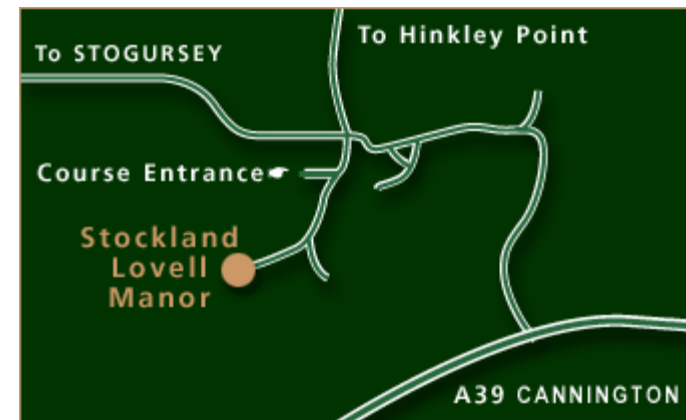 To Hinkley Point
To STOGURSEY
Course Entrance
Stockland
Lovell
Manor
A39 CANNINGTON